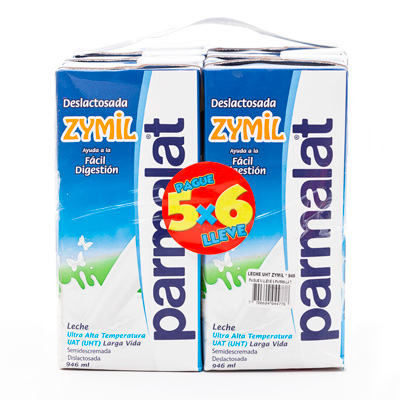 Deslactosada
ZYMIL
Ayuda a la
Fácil
Digestión
parmalat
Leche
Ultra Alta Temperatura
UAT (UHT) Larga Vida
Semidescremada
Deslactosada
946 ml
PAGUE
5x6
LLEVE
Deslactosada
ZYMIL
Ayuda a la
Fácil
Digestión
parmalat
LECHE UHT ZYMIL * 946
Leche
Ultra Alta Temperatura
UAT (UHT) Larga Vida
Semidescremada
Deslactosada
946 ml